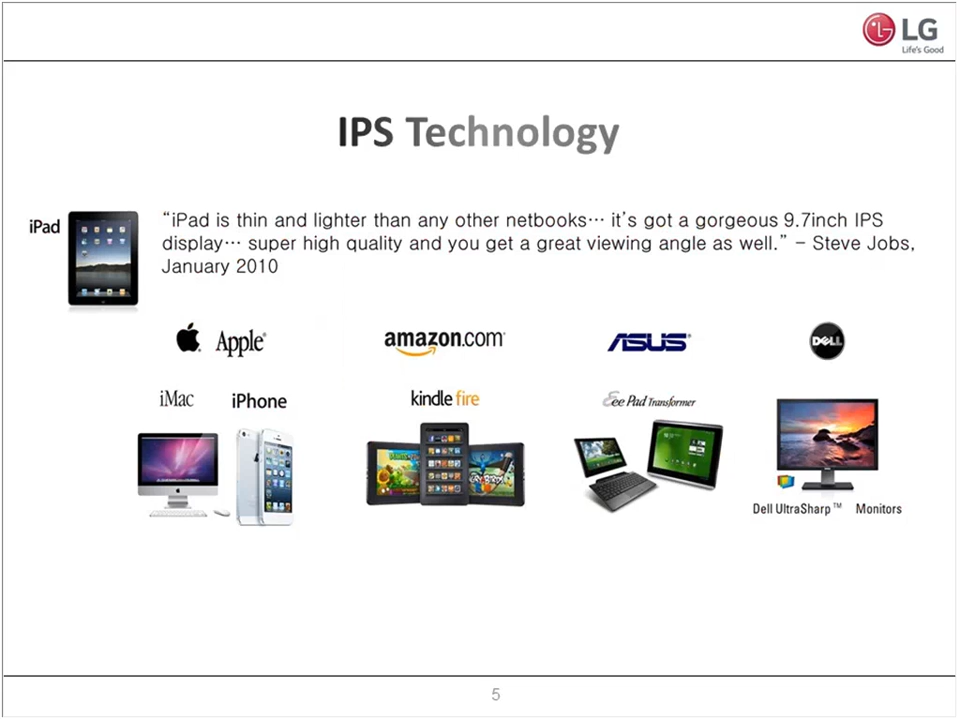 LG
Life's Good
IPS Technology
iPad
“iPad is thin and lighter than any other netbooks… it’s got a gorgeous 9.7inch IPS
display… super high quality and you get a great viewing angle as well.” - Steve Jobs,
January 2010
Apple®
amazon.com®
ASUS®
DELL
iMac
iPhone
kindle fire
Eee Pad Transformer
Dell UltraSharp™ Monitors
5